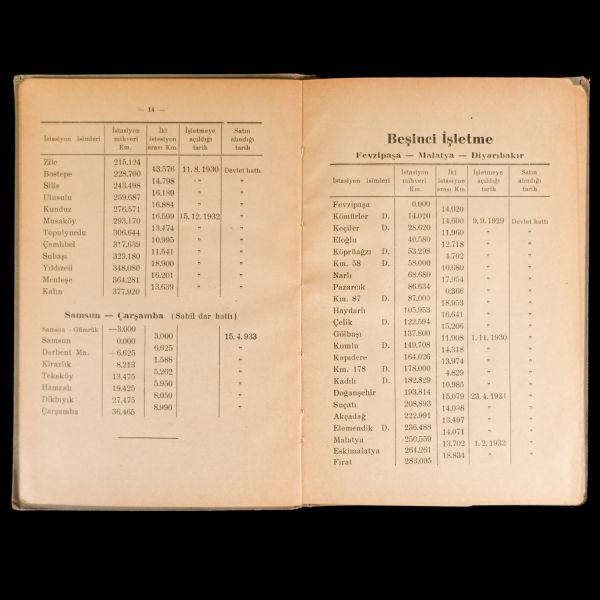 — 14 —
İstasyon isimleri İstasyon mihveri Km. İki istasyon arası Km. İşletmeye açıldığı tarih Satın alındığı tarih
Zile 215.124
13.576 11.8.1930 Devlet hattı
Bostepe 228.700
14.798 " "
Silis 243.498
16.189 " "
Ulusulu 259.687
16.884 " "
Kunduz 276,571
16.599 15.12.1932 "
Musaköy 293,170
13.474 " "
Topulyurdu 306,644
10,995 " "
Çamlıbel 317,639
11.541 " "
Subaşı 329.180
18.900 " "
Yıldızeli 348,080
16.201 " "
Menteşe 364,281
13,639 " "
Kalın 377,920
Samsun — Çarşamba (Sahil dar hattı)
Samsun - Gümrük —3.000
3.000 15.4.933
Samsun 0.000
6,625 "
Derbent Ma. +6,625
1.588 "
Kirazlık 8.213
5.262 "
Tekeköy 13,475
5.950 "
Hamzalı 19,425
8,050 "
Dikbıyık 27,475
8,990 "
Çarşamba 36,465
Beşinci İşletme
Fevzipaşa — Malatya — Diyarıbakır
İstasyon isimleri İstasyon mihveri Km. İki istasyon arası Km. İşletmeye açıldığı tarih Satın alındığı tarih
Fevzipaşa 0.000
14,020
Kömürler D. 14,020
14,600 9.9.1929 Devlet hattı
Keçiler D. 28,620
11,960 " "
Eloğlu 40,580
12,718 " "
Köprüağzı D. 53,298
4.702 " "
Km. 58 D. 58,000
10,680 " "
Narlı 68,680
17,954 " "
Pazarcık 86,634
0,366 " "
Km. 87 D. 87,000
18,953 " "
Haydarlı 105,953
16,641 " "
Çelik D. 122,594
15,206 " "
Gölbaşı 137,800
11,908 1.11.1930 "
Kumlu D. 149,708
14,318 " "
Kapıdere 164,026
13,974 " "
Km. 178 D. 178,000
4,829 " "
Kadılı D. 182,829
10,985 " "
Doğanşehir 193,814
15,079 23.4.1931 "
Suçatı 208,893
14,098 " "
Akçadağ 222,991
13,497 " "
Elemendik D. 236,488
14,071 " "
Malatya 250,559
13,702 1.2.1932 "
Eskimalatya 264,261
18,834 " "
Fırat 283,095